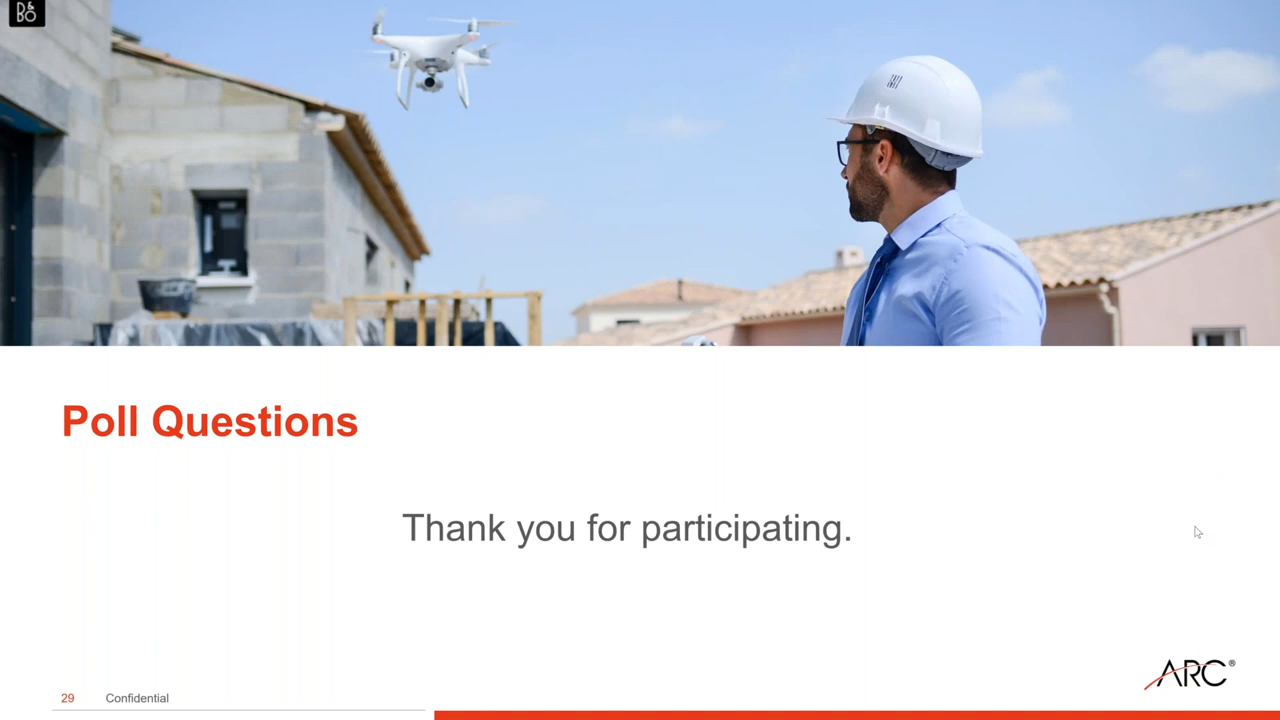 B&O
Poll Questions
Thank you for participating.
ARC®
29 Confidential